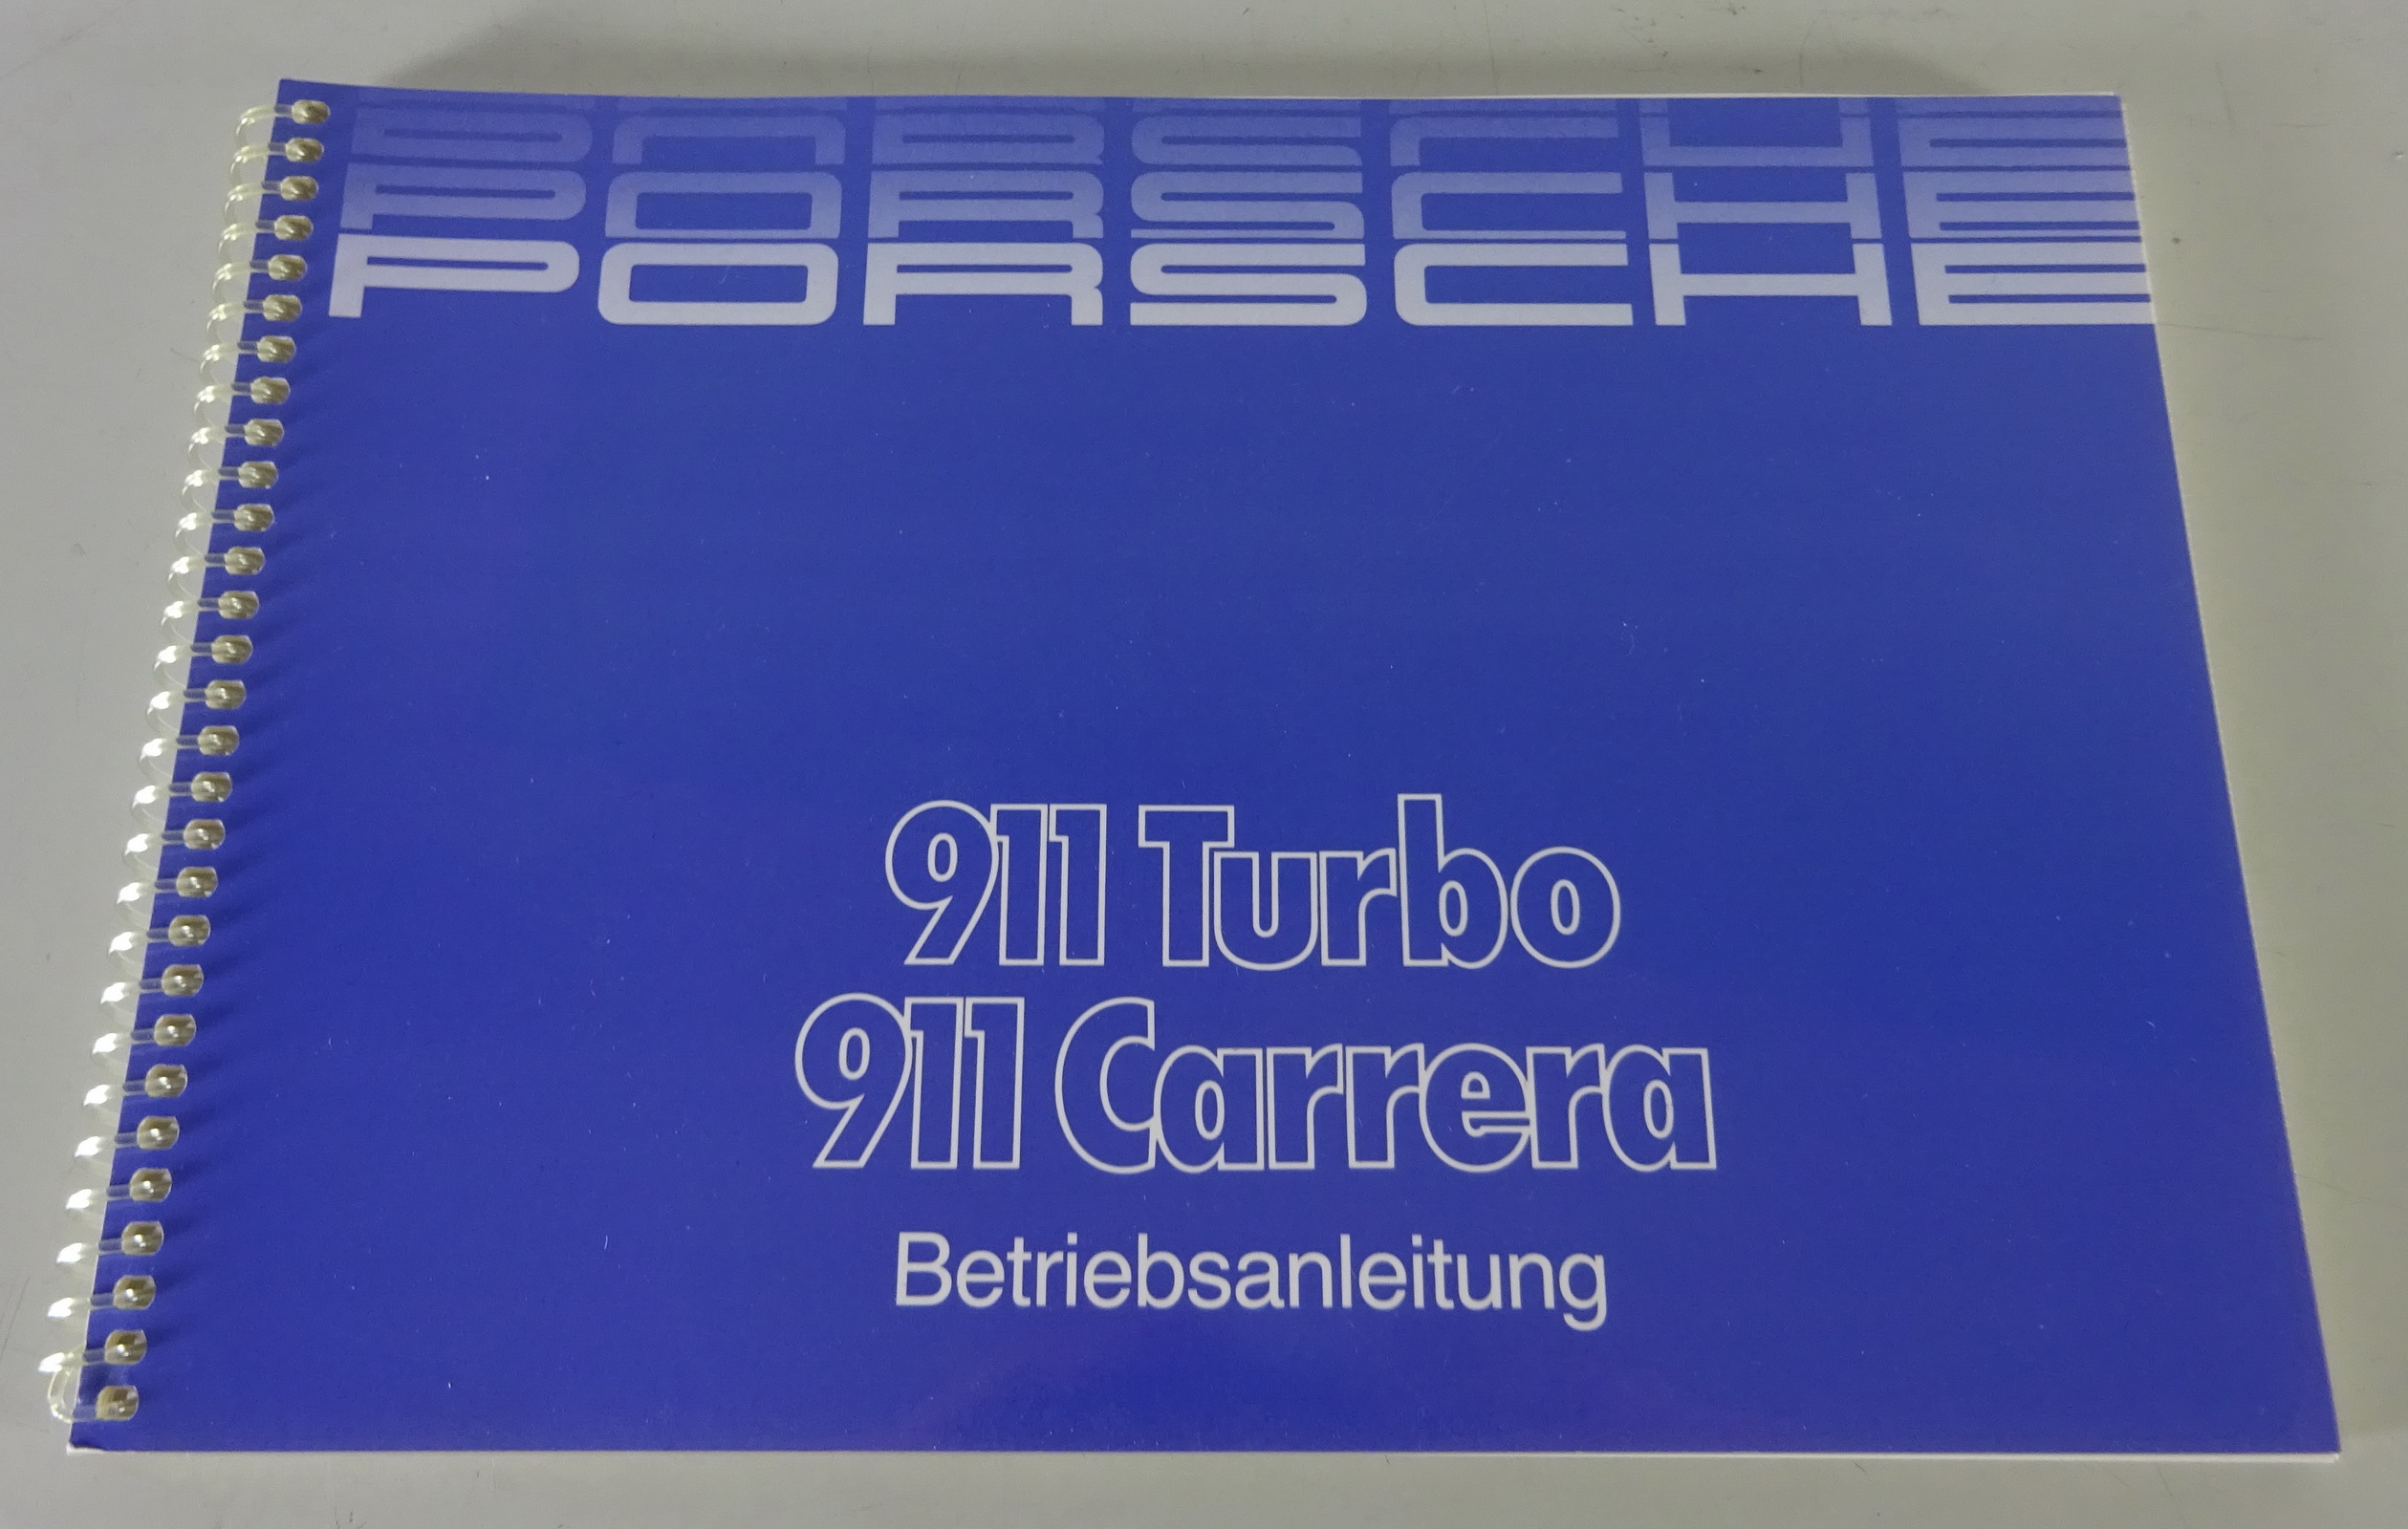 PORSCHE
PORSCHE
PORSCHE
911 Turbo
911 Carrera
Betriebsanleitung